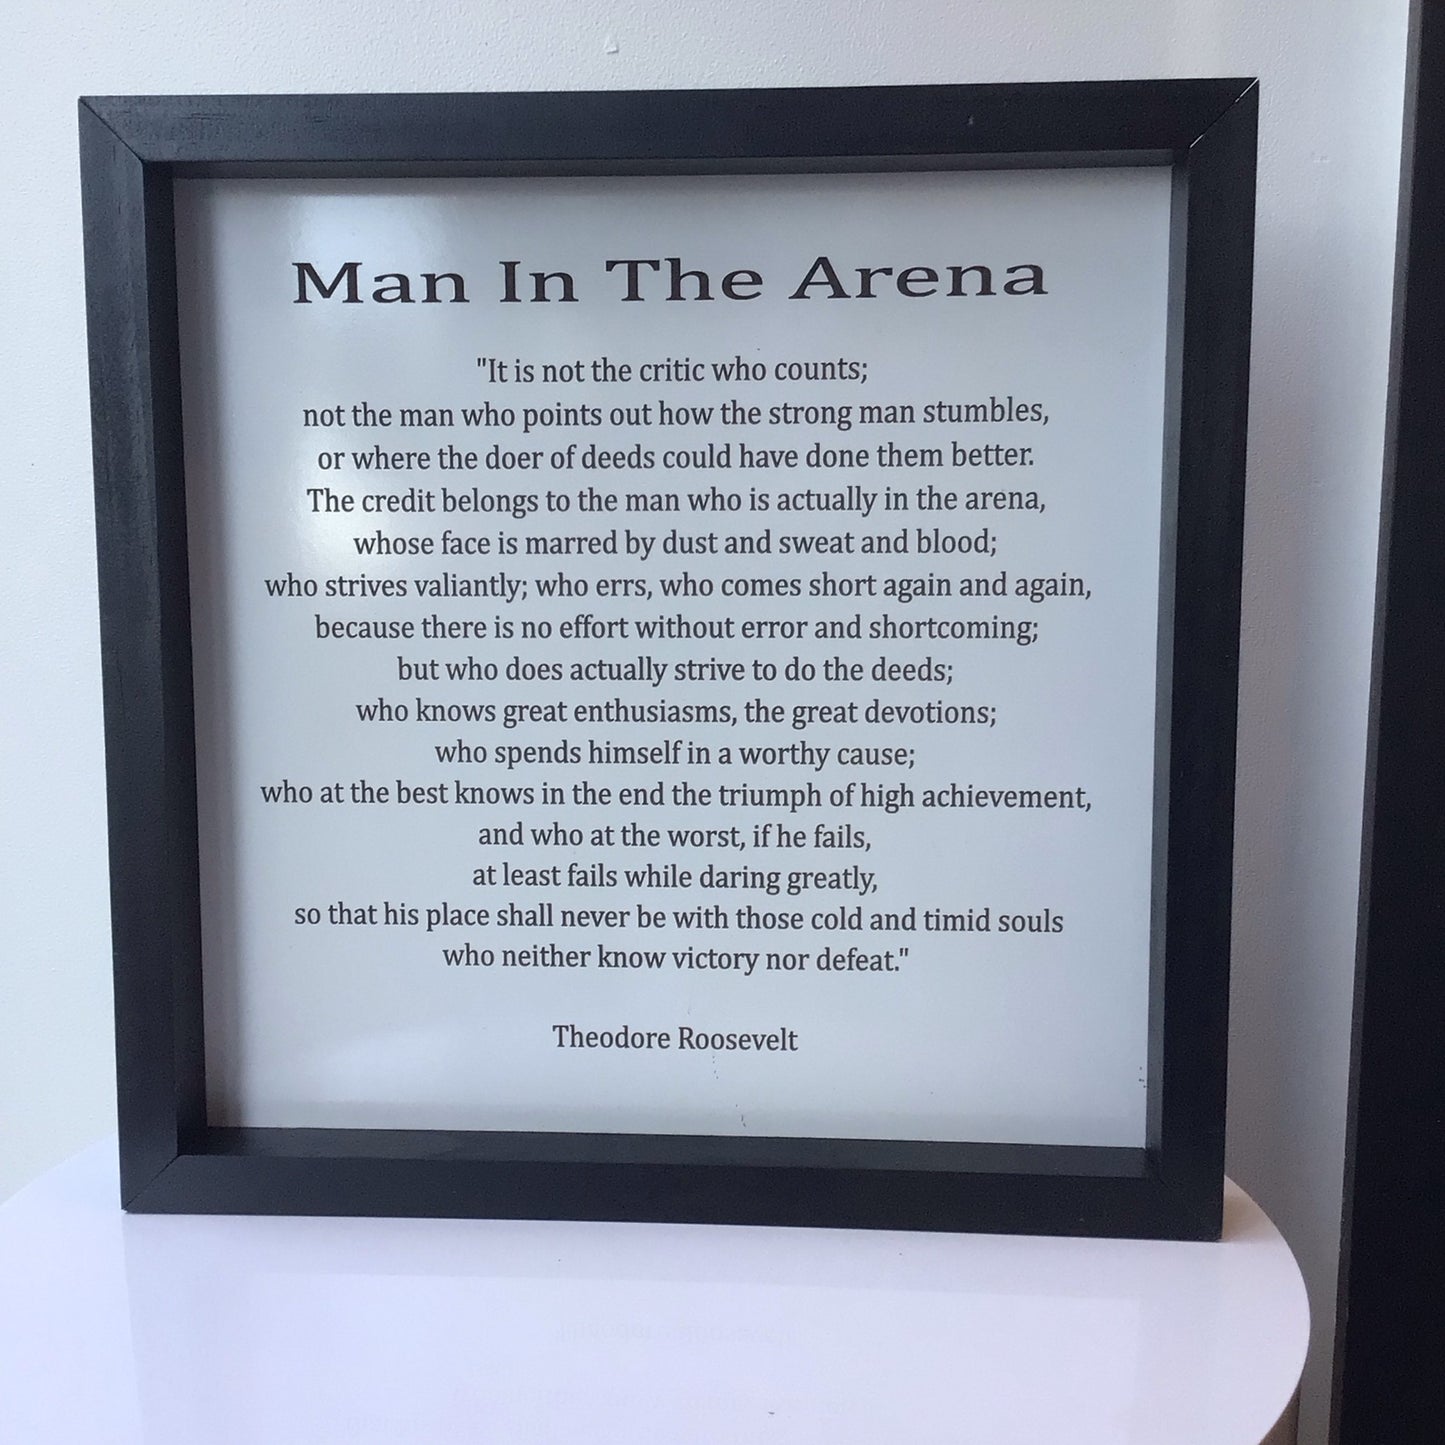 Man In The Arena
"It is not the critic who counts;
not the man who points out how the strong man stumbles,
or where the doer of deeds could have done them better.
The credit belongs to the man who is actually in the arena,
whose face is marred by dust and sweat and blood;
who strives valiantly; who errs, who comes short again and again,
because there is no effort without error and shortcoming;
but who does actually strive to do the deeds;
who knows great enthusiasms, the great devotions;
who spends himself in a worthy cause;
who at the best knows in the end the triumph of high achievement,
and who at the worst, if he fails,
at least fails while daring greatly,
so that his place shall never be with those cold and timid souls
who neither know victory nor defeat."
Theodore Roosevelt